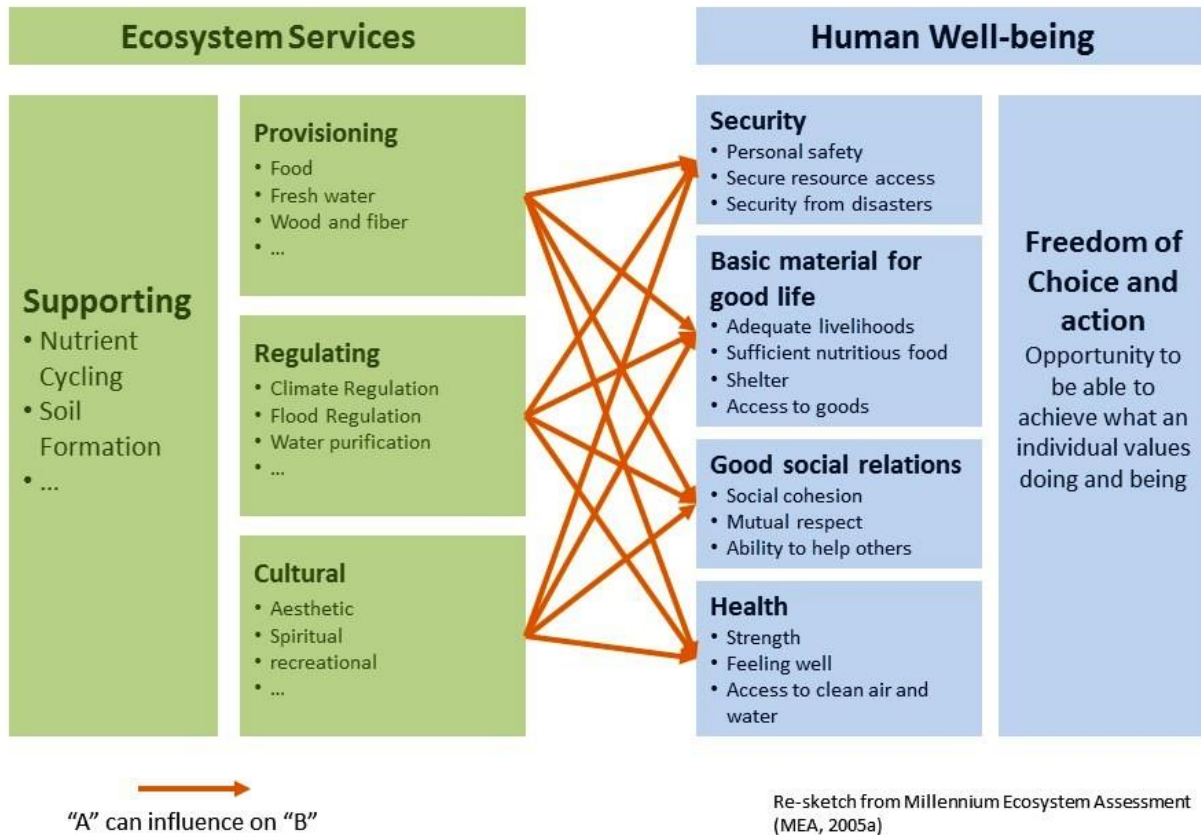 Ecosystem Services
Human Well-being
Supporting
• Nutrient
Cycling
• Soil
Formation
• ...
Provisioning
• Food
• Fresh water
• Wood and fiber
• ...
Regulating
• Climate Regulation
• Flood Regulation
• Water purification
• ...
Cultural
• Aesthetic
• Spiritual
• recreational
• ...
Security
• Personal safety
• Secure resource access
• Security from disasters
Basic material for
good life
• Adequate livelihoods
• Sufficient nutritious food
• Shelter
• Access to goods
Good social relations
• Social cohesion
• Mutual respect
• Ability to help others
Health
• Strength
• Feeling well
• Access to clean air and
water
Freedom of
Choice and
action
Opportunity to
be able to
achieve what an
individual values
doing and being
“A” can influence on “B”
Re-sketch from Millennium Ecosystem Assessment
(MEA, 2005a)